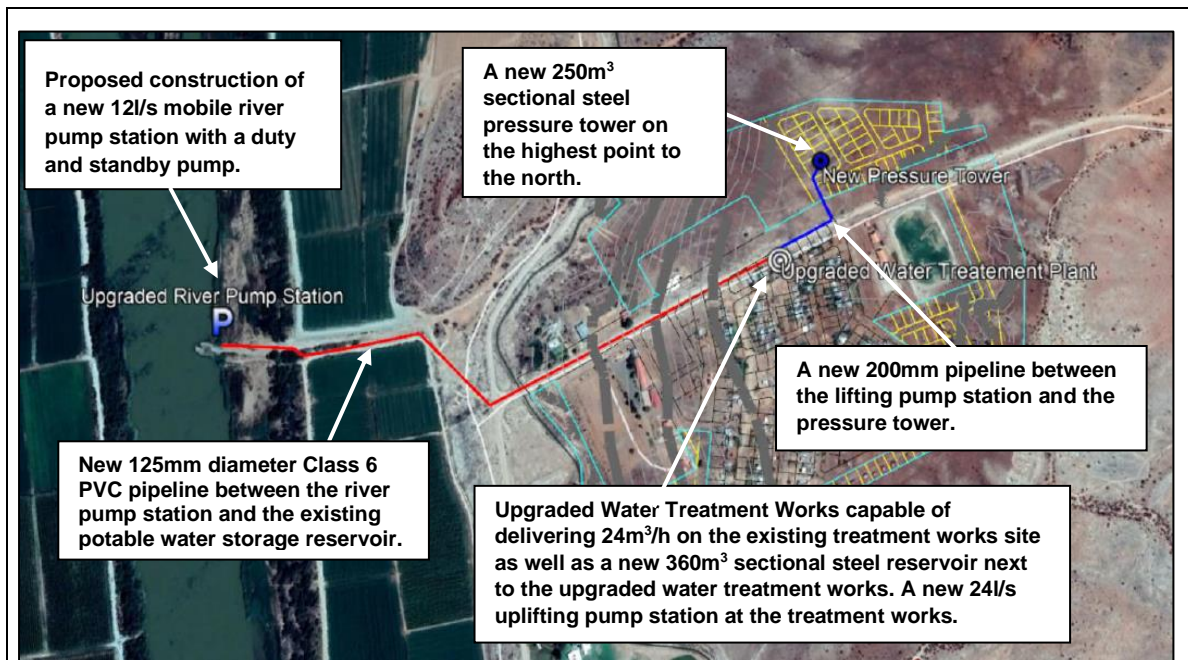 Proposed construction of
a new 12l/s mobile river
pump station with a duty
and standby pump.
A new 250m³
sectional steel
pressure tower on
the highest point to
the north.
New Pressure Tower
Upgraded Water Treatement Plant
Upgraded River Pump Station
P
A new 200mm pipeline between
the lifting pump station and the
pressure tower.
New 125mm diameter Class 6
PVC pipeline between the river
pump station and the existing
potable water storage reservoir.
Upgraded Water Treatment Works capable of
delivering 24m³/h on the existing treatment works site
as well as a new 360m³ sectional steel reservoir next
to the upgraded water treatment works. A new 24l/s
uplifting pump station at the treatment works.